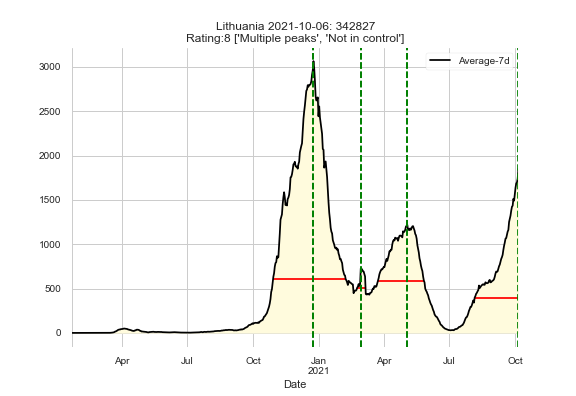 Lithuania 2021-10-06: 342827
Rating:8 ['Multiple peaks', 'Not in control']
Average-7d
3000
2500
2000
1500
1000
500
0
Apr
Jul
Oct
Jan
2021
Apr
Jul
Oct
Date